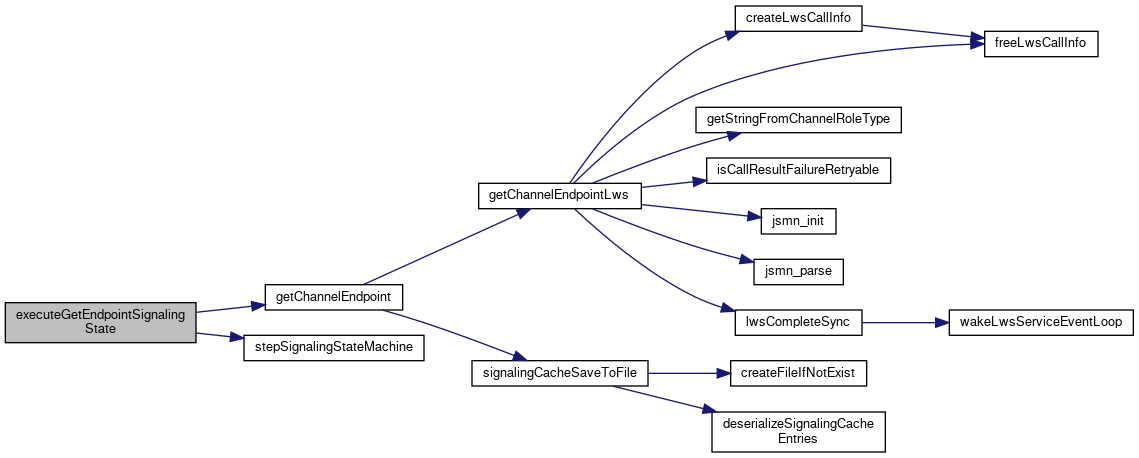 createLwsCallInfo
freeLwsCallInfo
getStringFromChannelRoleType
isCallResultFailureRetryable
getChannelEndpointLws
jsmn_init
jsmn_parse
getChannelEndpoint
executeGetEndpointSignaling
State
lwsCompleteSync
wakeLwsServiceEventLoop
stepSignalingStateMachine
signalingCacheSaveToFile
createFileIfNotExist
deserializeSignalingCache
Entries